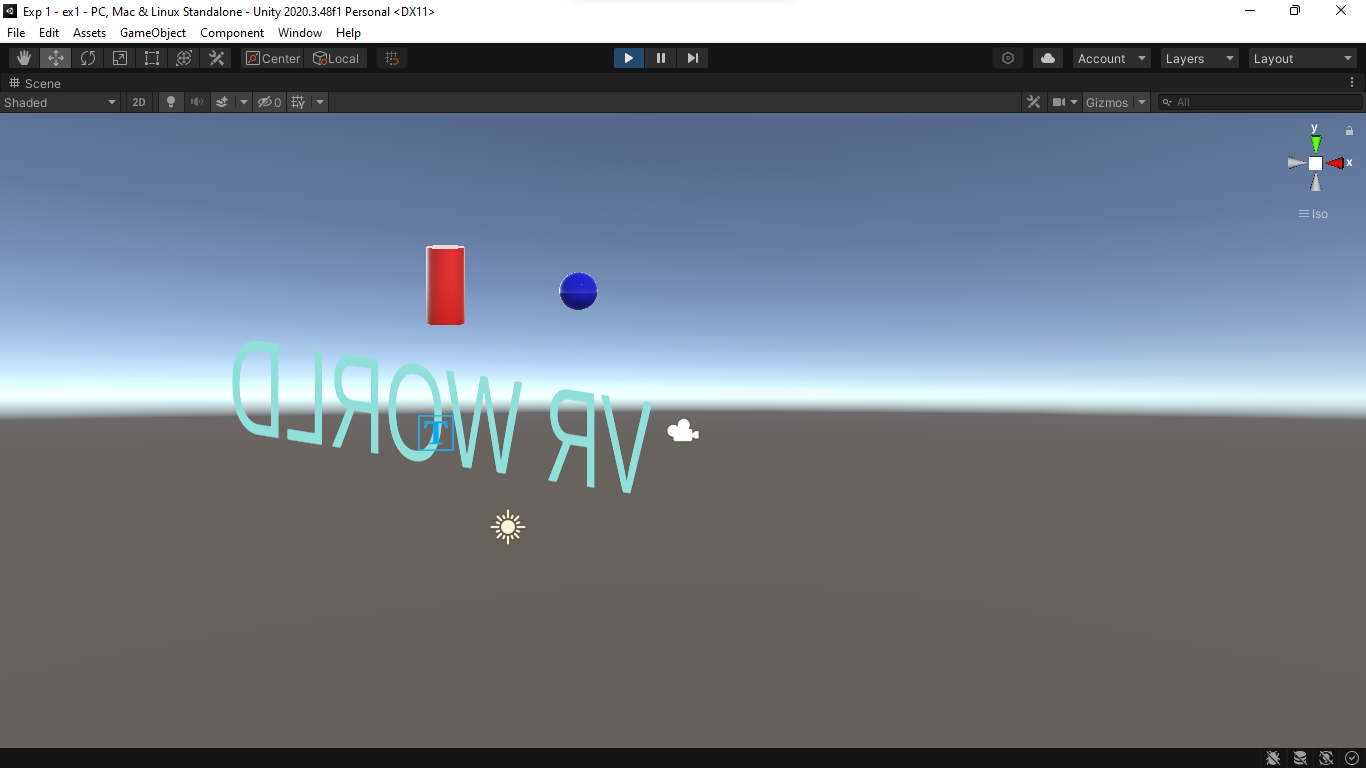 Exp 1 - ex1 - PC, Mac & Linux Standalone - Unity 2020.3.48f1 Personal <DX11>
File Edit Assets GameObject Component Window Help
Center Local Account Layers Layout
Scene
Shaded 2D 0 Gizmos All
y
x
Iso
VR WORLD
T